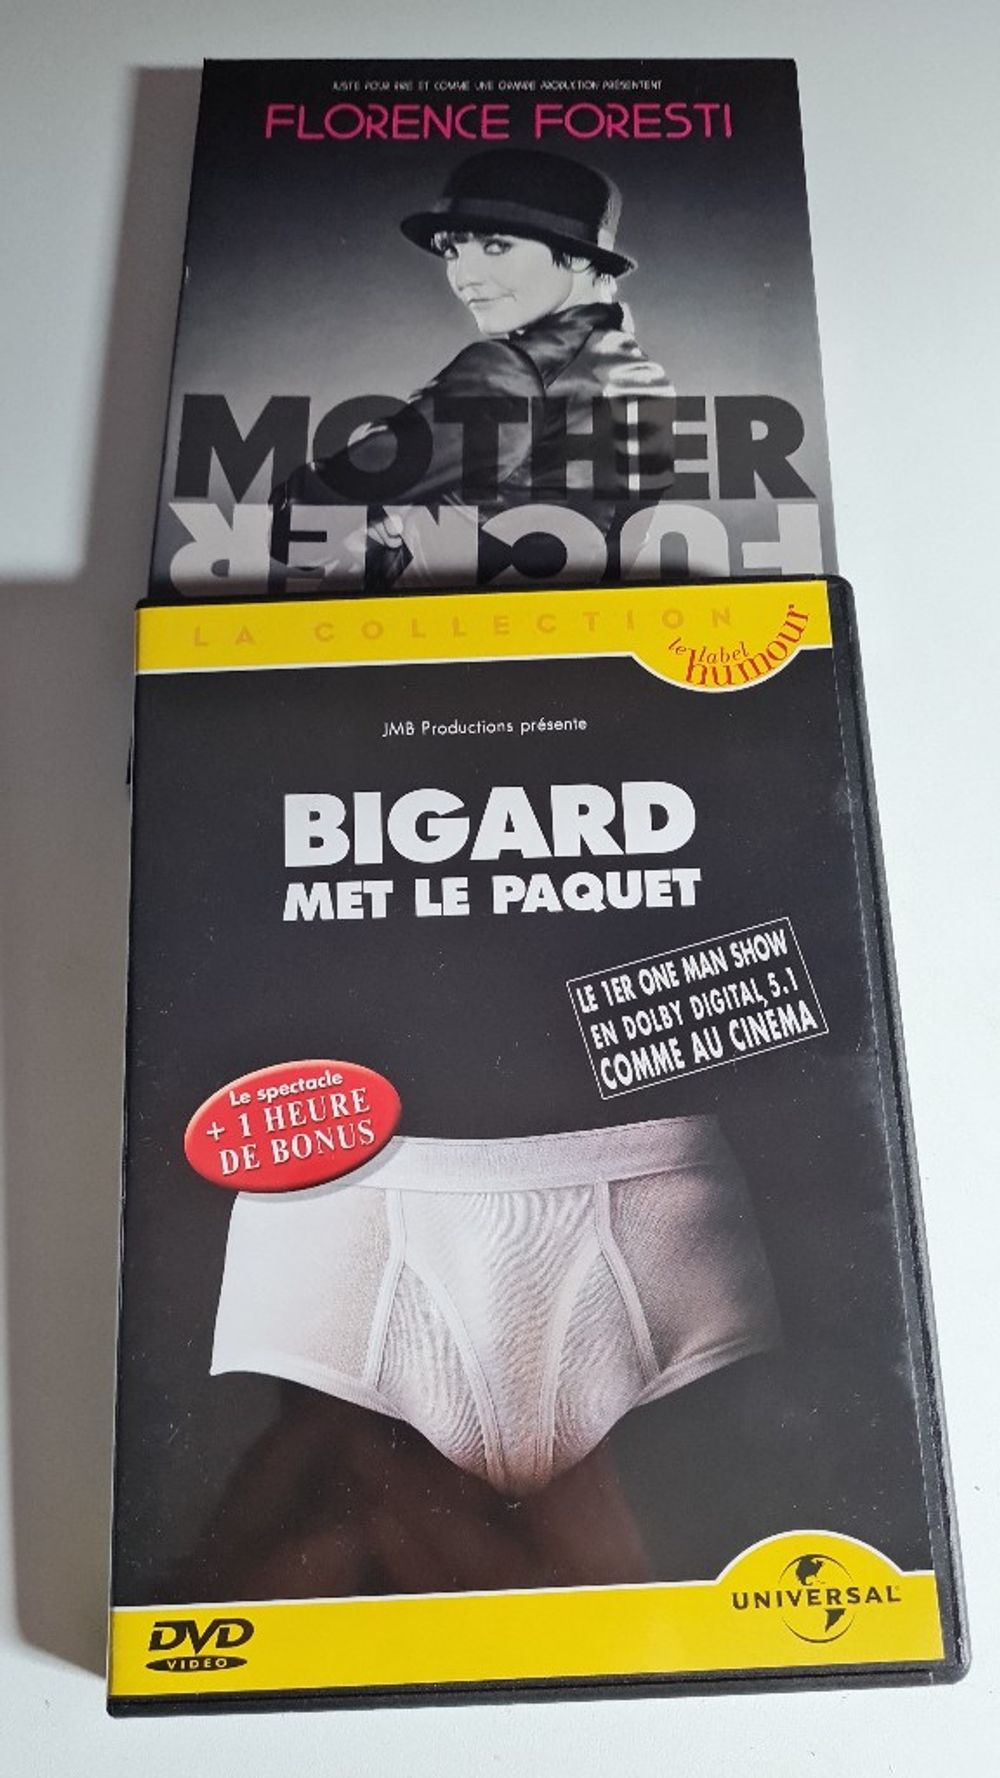 JUSTE POUR RIRE ET COMME UNE GRANDE PRODUCTION PRÉSENTENT
FLORENCE FORESTI
MOTHER
FUCKER
LA COLLECTION
le label
humour
JMB Productions présente
BIGARD
MET LE PAQUET
LE 1ER ONE MAN SHOW
EN DOLBY DIGITAL 5.1
COMME AU CINÉMA
Le spectacle
+ 1 HEURE
DE BONUS
UNIVERSAL
DVD
VIDEO